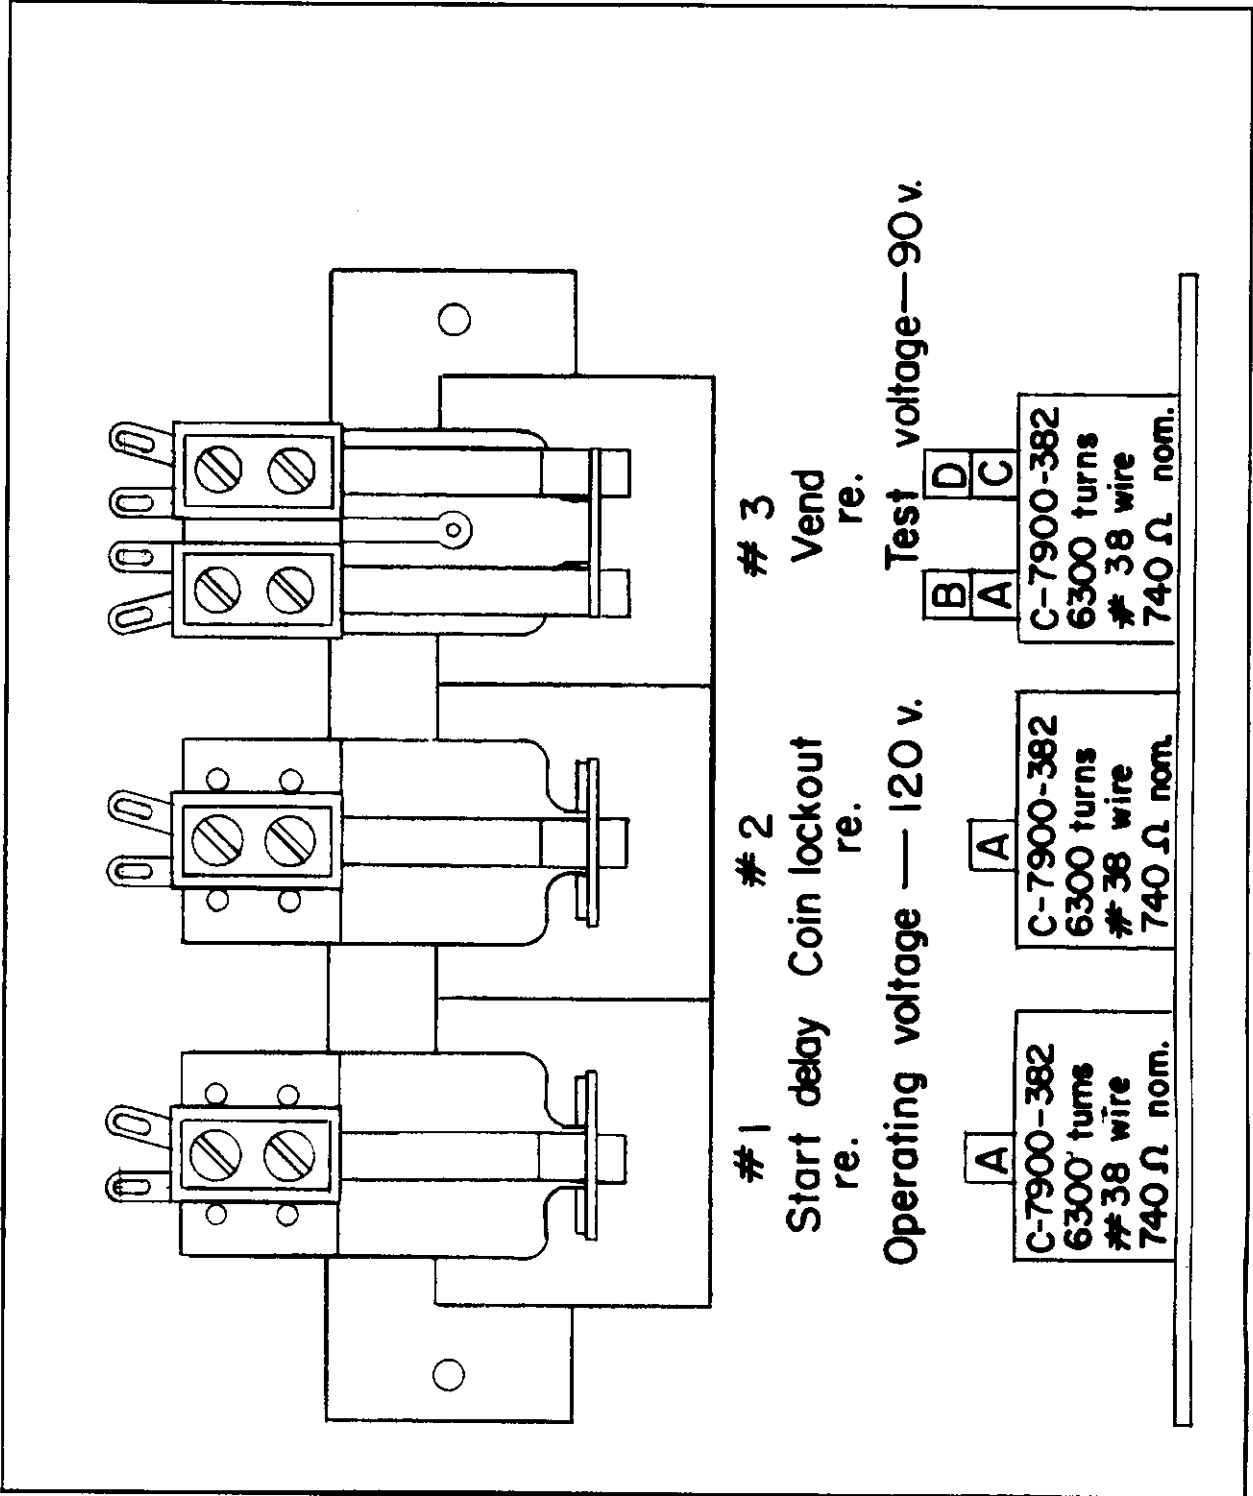 #1
Start delay
re.
#2
Coin lockout
re.
#3
Vend
re.
Operating voltage — 120 v.
Test voltage—90 v.
A
C-7900-382
6300 turns
#38 wire
740 Ω nom.
A
C-7900-382
6300 turns
#38 wire
740 Ω nom.
B
A
D
C
C-7900-382
6300 turns
# 38 wire
740 Ω nom.